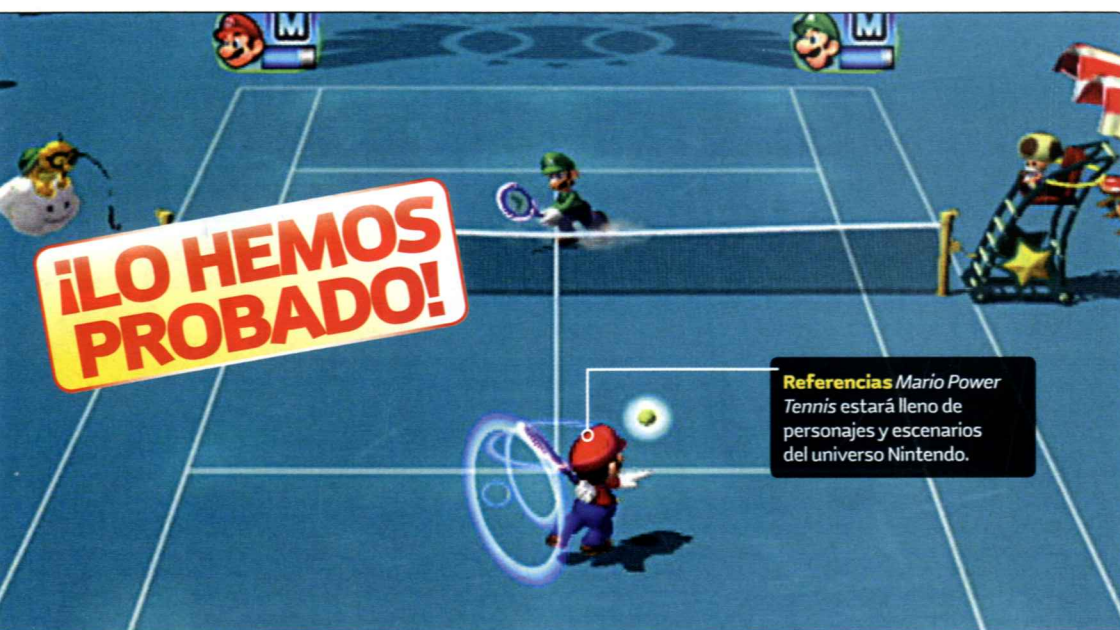 M
M
¡LO HEMOS
PROBADO!
Referencias Mario Power
Tennis estará lleno de
personajes y escenarios
del universo Nintendo.